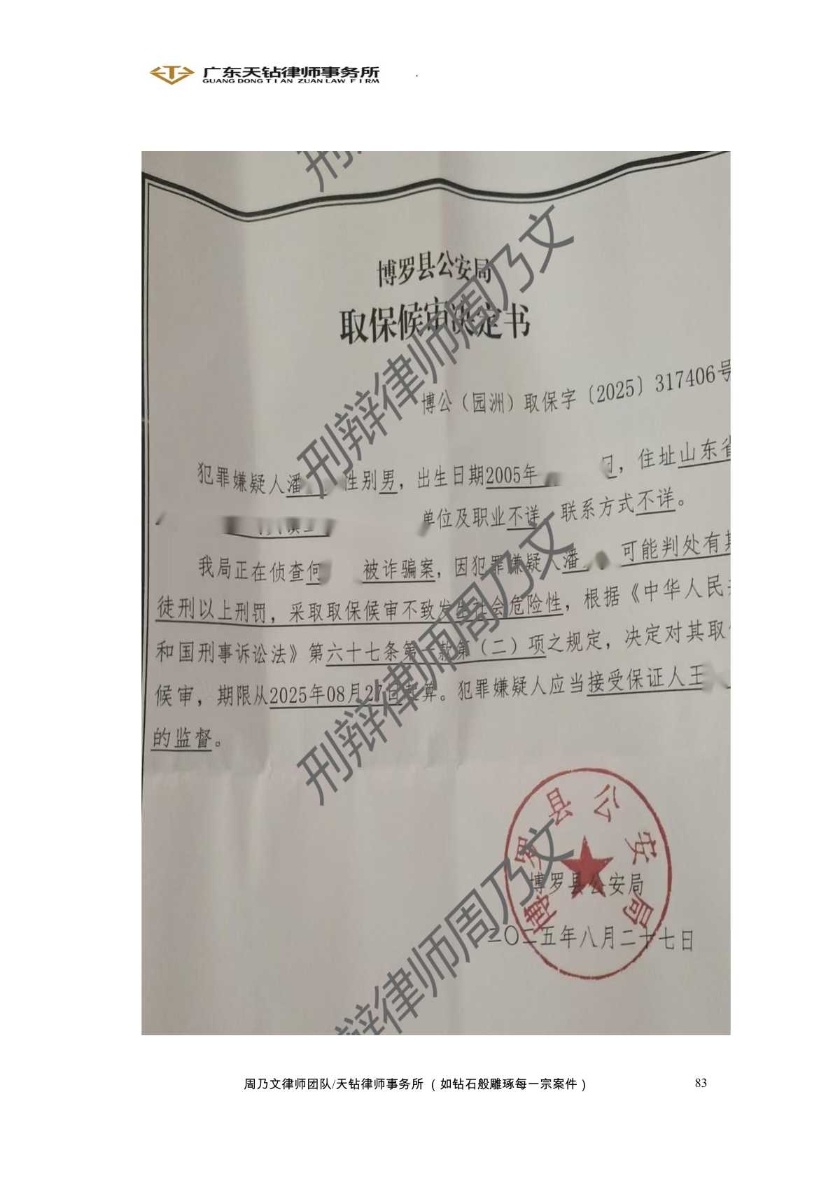 广东天钻律师事务所
GUANG DONG TIAN ZUAN LAW FIRM
博罗县公安局
取保候审决定书
博公（园洲）取保字〔2025〕317406号
犯罪嫌疑人潘 性别男，出生日期2005年 ，住址山东省
单位及职业不详，联系方式不详。
我局正在侦查何 被诈骗案，因犯罪嫌疑人潘 可能判处有期
徒刑以上刑罚，采取取保候审不致发生社会危险性，根据《中华人民共
和国刑事诉讼法》第六十七条第一款第（二）项之规定，决定对其取保
候审，期限从2025年08月27日起算。犯罪嫌疑人应当接受保证人王
的监督。
博罗县公安局
博罗县公安局
二〇二五年八月二十七日
刑辩律师周乃文
刑辩律师周乃文
刑辩律师周乃文
周乃文律师团队/天钻律师事务所（如钻石般雕琢每一宗案件）
83